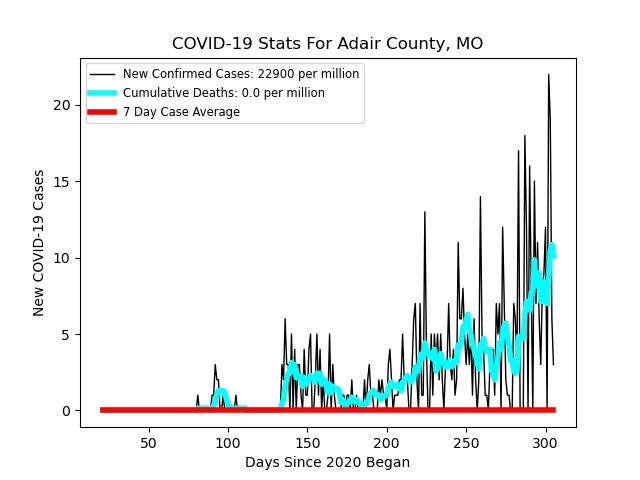 COVID-19 Stats For Adair County, MO
New Confirmed Cases: 22900 per million
Cumulative Deaths: 0.0 per million
7 Day Case Average
New COVID-19 Cases
20
15
10
5
0
50 100 150 200 250 300
Days Since 2020 Began